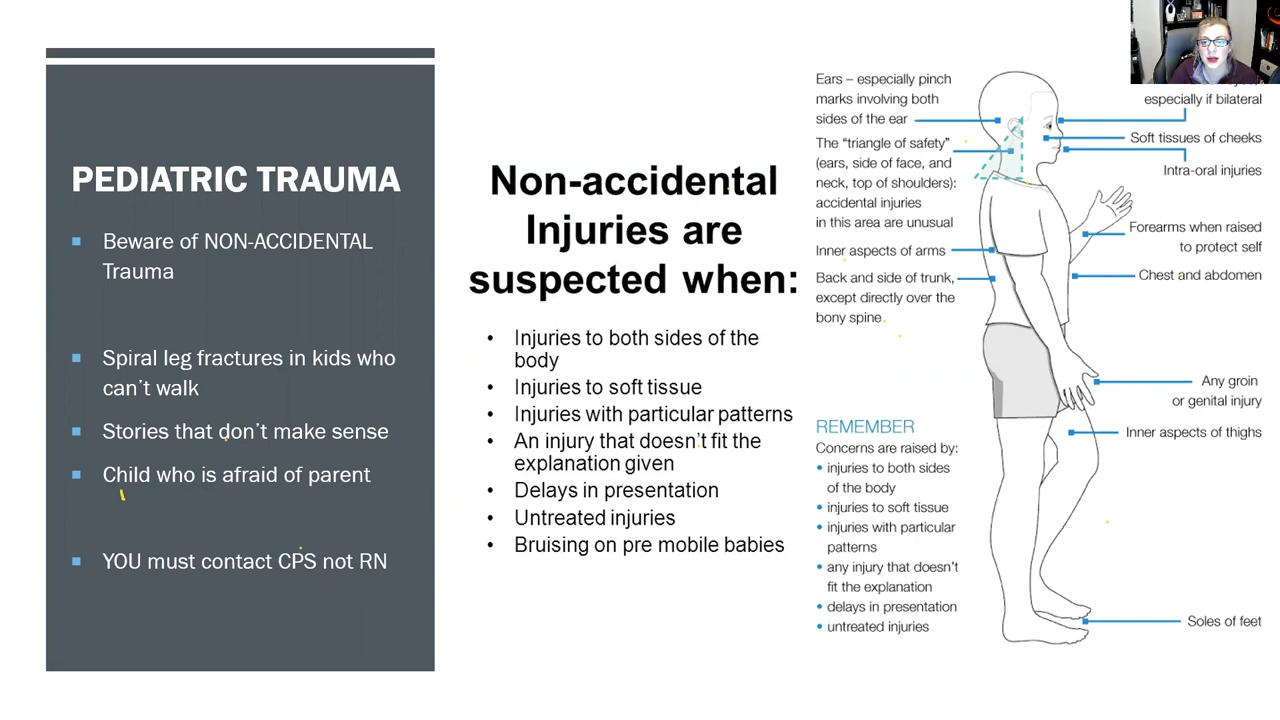 PEDIATRIC TRAUMA
Beware of NON-ACCIDENTAL
Trauma
Spiral leg fractures in kids who
can't walk
Stories that don't make sense
Child who is afraid of parent
YOU must contact CPS not RN
Non-accidental
Injuries are
suspected when:
• Injuries to both sides of the
body
• Injuries to soft tissue
• Injuries with particular patterns
• An injury that doesn't fit the
explanation given
• Delays in presentation
• Untreated injuries
• Bruising on pre mobile babies
Ears – especially pinch
marks involving both
sides of the ear
The “triangle of safety”
(ears, side of face, and
neck, top of shoulders):
accidental injuries
in this area are unusual
Inner aspects of arms
Back and side of trunk,
except directly over the
bony spine
REMEMBER
Concerns are raised by:
• injuries to both sides
of the body
• injuries to soft tissue
• injuries with particular
patterns
• any injury that doesn't
fit the explanation
• delays in presentation
• untreated injuries
especially if bilateral
Soft tissues of cheeks
Intra-oral injuries
Forearms when raised
to protect self
Chest and abdomen
Any groin
or genital injury
Inner aspects of thighs
Soles of feet